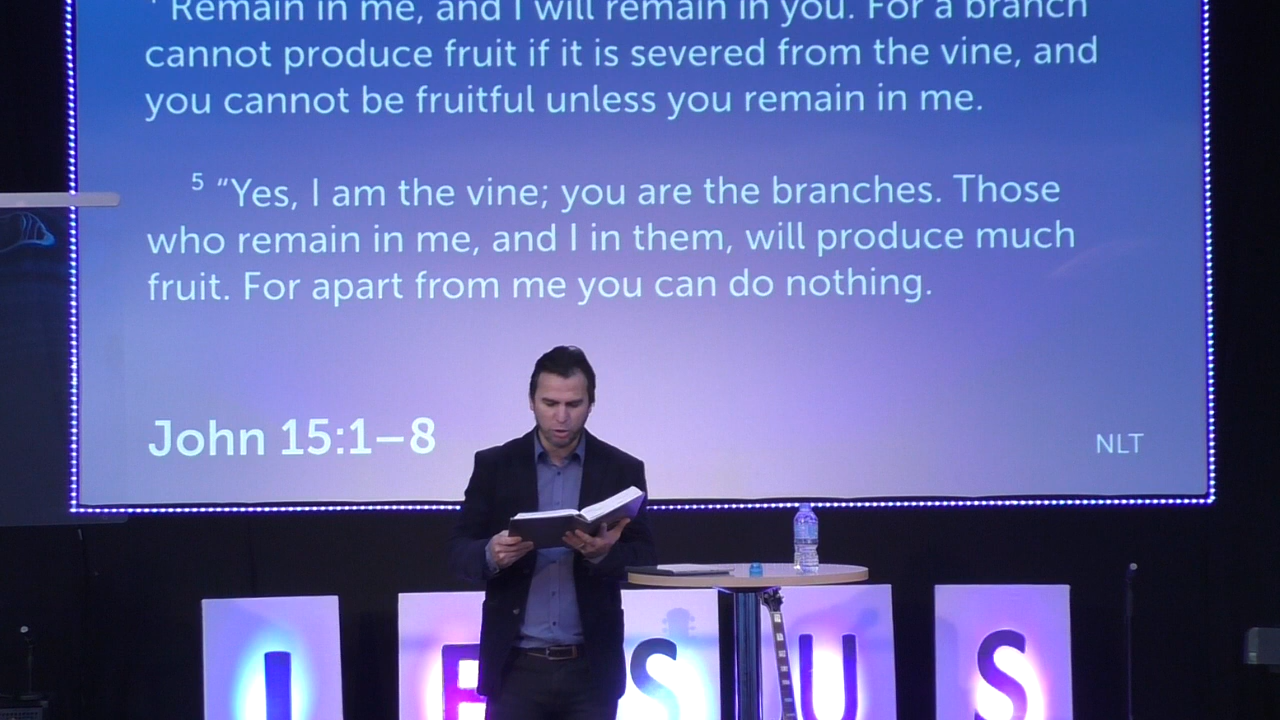 ⁴ Remain in me, and I will remain in you. For a branch
cannot produce fruit if it is severed from the vine, and
you cannot be fruitful unless you remain in me.
⁵ “Yes, I am the vine; you are the branches. Those
who remain in me, and I in them, will produce much
fruit. For apart from me you can do nothing.
John 15:1–8
NLT
JESUS